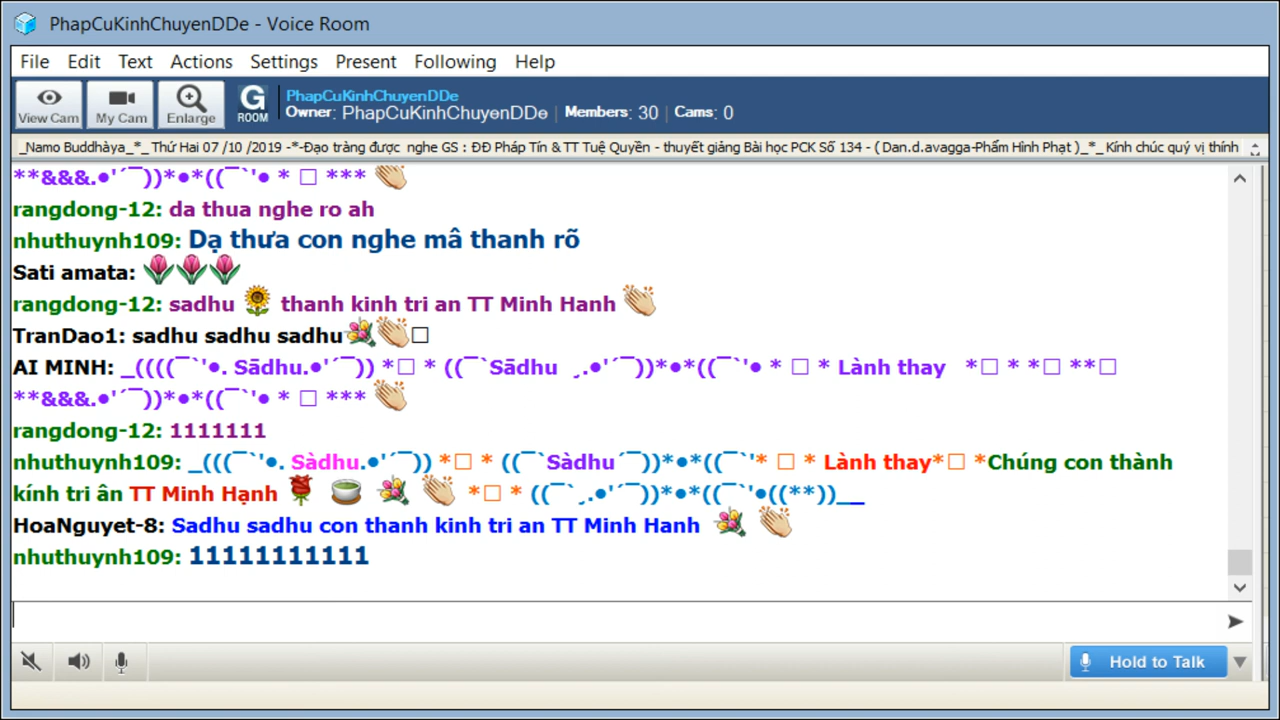 PhapCuKinhChuyenDDe - Voice Room
File Edit Text Actions Settings Present Following Help
View Cam My Cam Enlarge G ROOM
PhapCuKinhChuyenDDe
Owner: PhapCuKinhChuyenDDe | Members: 30 | Cams: 0
_Namo Buddhàya_*_ Thứ Hai 07 /10 /2019 -*-Đạo tràng được nghe GS : ĐĐ Pháp Tín & TT Tuệ Quyền - thuyết giảng Bài học PCK Số 134 - ( Dan.d.avagga-Phẩm Hình Phạt )_*_ Kính chúc quý vị thính
**&&&.●'´¯))*●*((¯`'● * □ *** 👏
rangdong-12: da thua nghe ro ah
nhuthuynh109: Dạ thưa con nghe mâ thanh rõ
Sati amata: 🌷🌷🌷
rangdong-12: sadhu 🌻 thanh kinh tri an TT Minh Hanh 👏
TranDao1: sadhu sadhu sadhu💐👏□
AI MINH: _((((¯`'●. Sādhu.●'´¯)) *□ * ((¯`Sādhu ¸.●'´¯))*●*((¯`'● * □ * Lành thay *□ * *□ **□
**&&&.●'´¯))*●*((¯`'● * □ *** 👏
rangdong-12: 1111111
nhuthuynh109: _(((¯`'●. Sàdhu.●'´¯)) *□ * ((¯`Sàdhu´¯))*●*((¯`'* □ * Lành thay*□ *Chúng con thành
kính tri ân TT Minh Hạnh 🌹 🍵 💐 👏 *□ * ((¯`¸.●'´¯))*●*((¯`'●((**))__
HoaNguyet-8: Sadhu sadhu con thanh kinh tri an TT Minh Hanh 💐 👏
nhuthuynh109: 11111111111
Hold to Talk